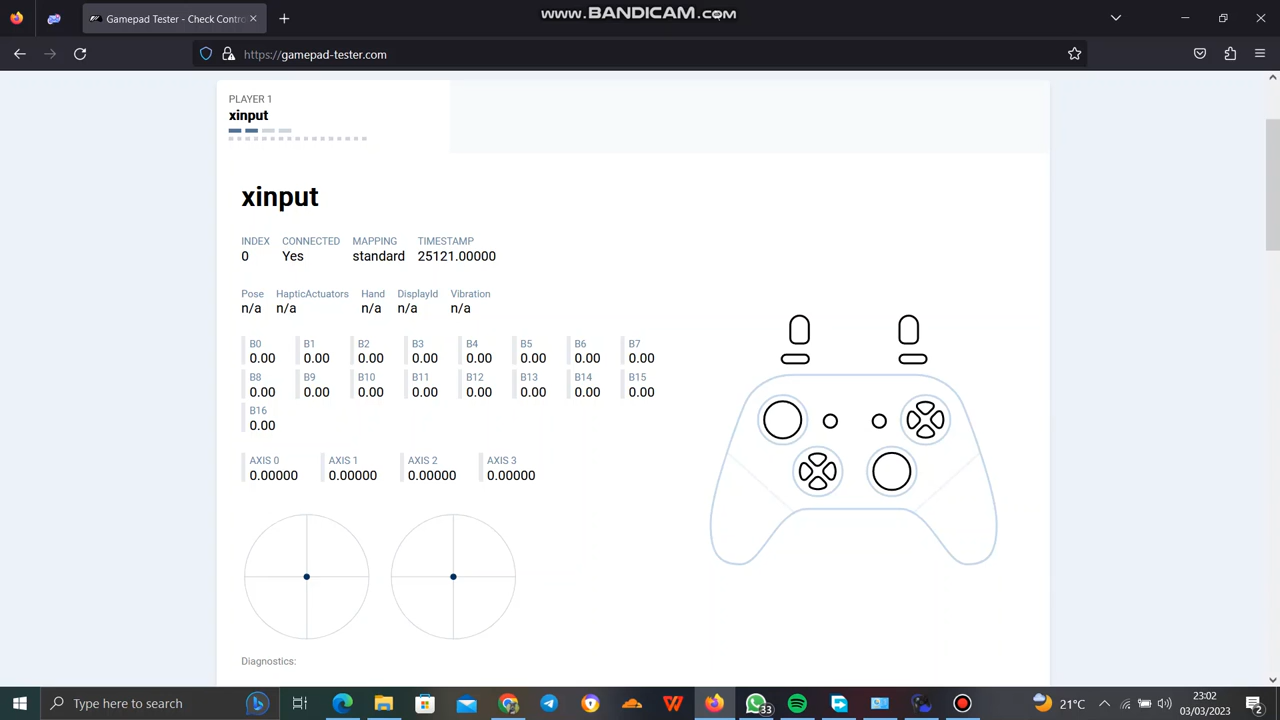 www.BANDICAM.com
Gamepad Tester - Check Contro
https://gamepad-tester.com
PLAYER 1
xinput
xinput
INDEX CONNECTED MAPPING TIMESTAMP
0 Yes standard 25121.00000
Pose HapticActuators Hand DisplayId Vibration
n/a n/a n/a n/a n/a
B0 B1 B2 B3 B4 B5 B6 B7
0.00 0.00 0.00 0.00 0.00 0.00 0.00 0.00
B8 B9 B10 B11 B12 B13 B14 B15
0.00 0.00 0.00 0.00 0.00 0.00 0.00 0.00
B16
0.00
AXIS 0 AXIS 1 AXIS 2 AXIS 3
0.00000 0.00000 0.00000 0.00000
Diagnostics:
Type here to search
33
21°C
23:02
03/03/2023
2